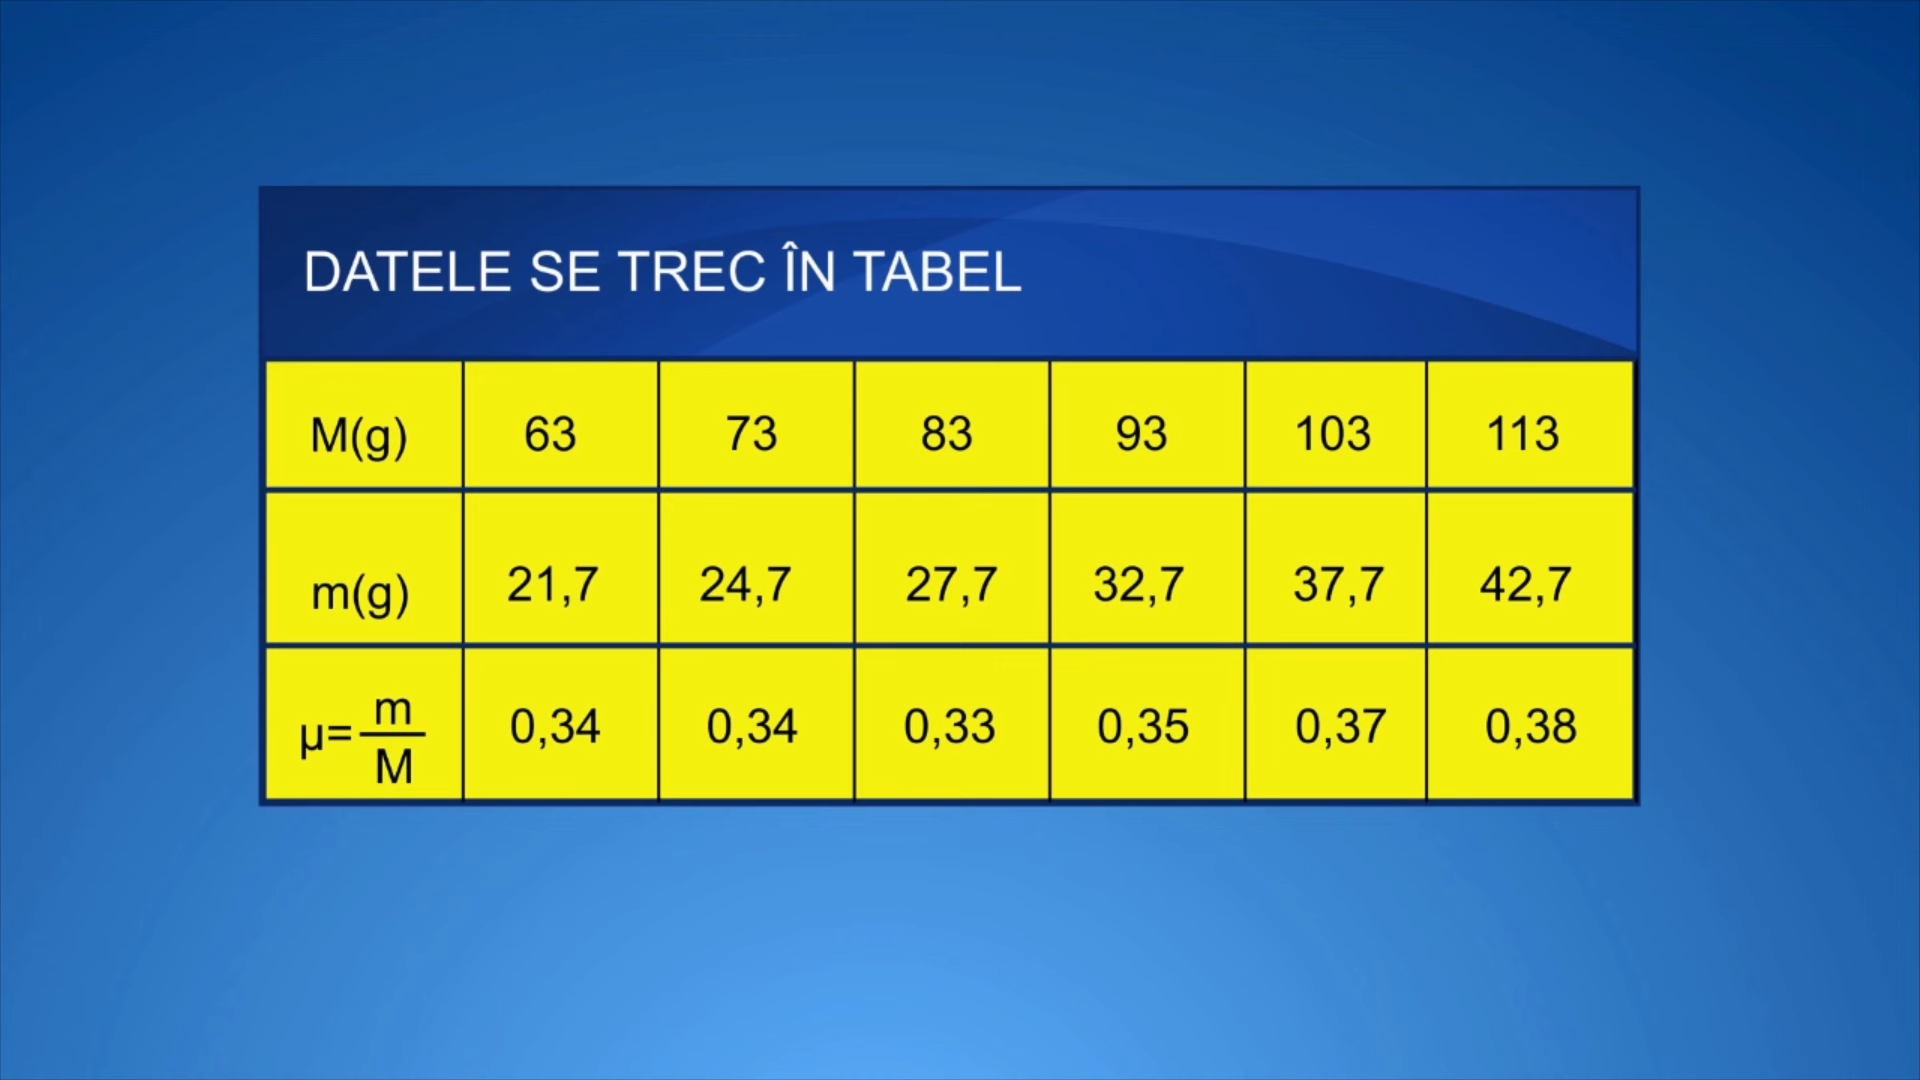 DATELE SE TREC ÎN TABEL
M(g) 63 73 83 93 103 113
m(g) 21,7 24,7 27,7 32,7 37,7 42,7
µ= m/M 0,34 0,34 0,33 0,35 0,37 0,38